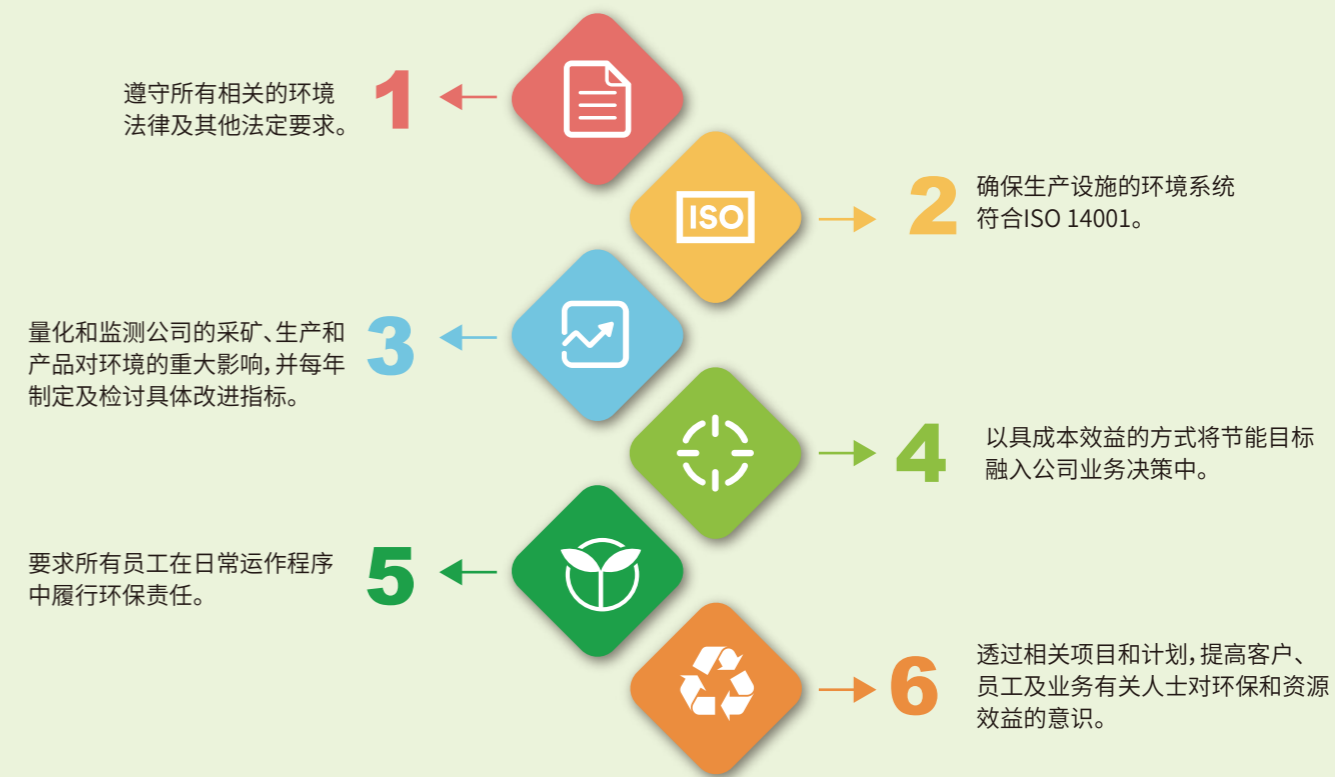 1
遵守所有相关的环境
法律及其他法定要求。
ISO
2
确保生产设施的环境系统
符合ISO 14001。
3
量化和监测公司的采矿、生产和
产品对环境的重大影响,并每年
制定及检讨具体改进指标。
4
以具成本效益的方式将节能目标
融入公司业务决策中。
5
要求所有员工在日常运作程序
中履行环保责任。
6
透过相关项目和计划,提高客户、
员工及业务有关人士对环保和资源
效益的意识。